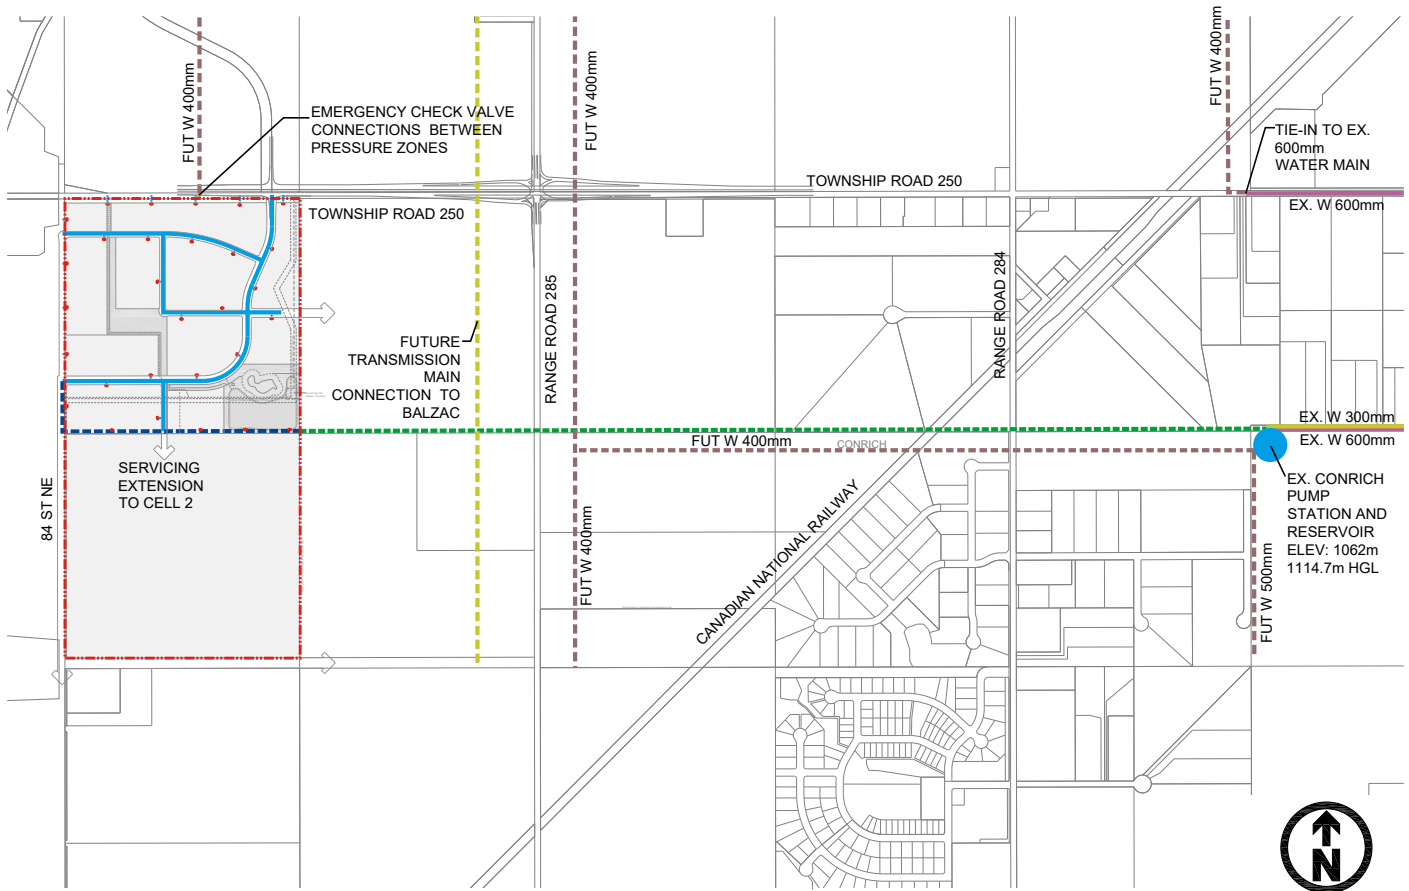 FUT W 400mm
EMERGENCY CHECK VALVE
CONNECTIONS BETWEEN
PRESSURE ZONES
FUT W 400mm
FUT W 400mm
TIE-IN TO EX.
600mm
WATER MAIN
TOWNSHIP ROAD 250
EX. W 600mm
TOWNSHIP ROAD 250
RANGE ROAD 285
RANGE ROAD 284
FUTURE
TRANSMISSION
MAIN
CONNECTION TO
BALZAC
EX. W 300mm
FUT W 400mm
CONRICH
EX. W 600mm
SERVICING
EXTENSION
TO CELL 2
84 ST NE
EX. CONRICH
PUMP
STATION AND
RESERVOIR
ELEV: 1062m
1114.7m HGL
FUT W 400mm
CANADIAN NATIONAL RAILWAY
FUT W 500mm
N